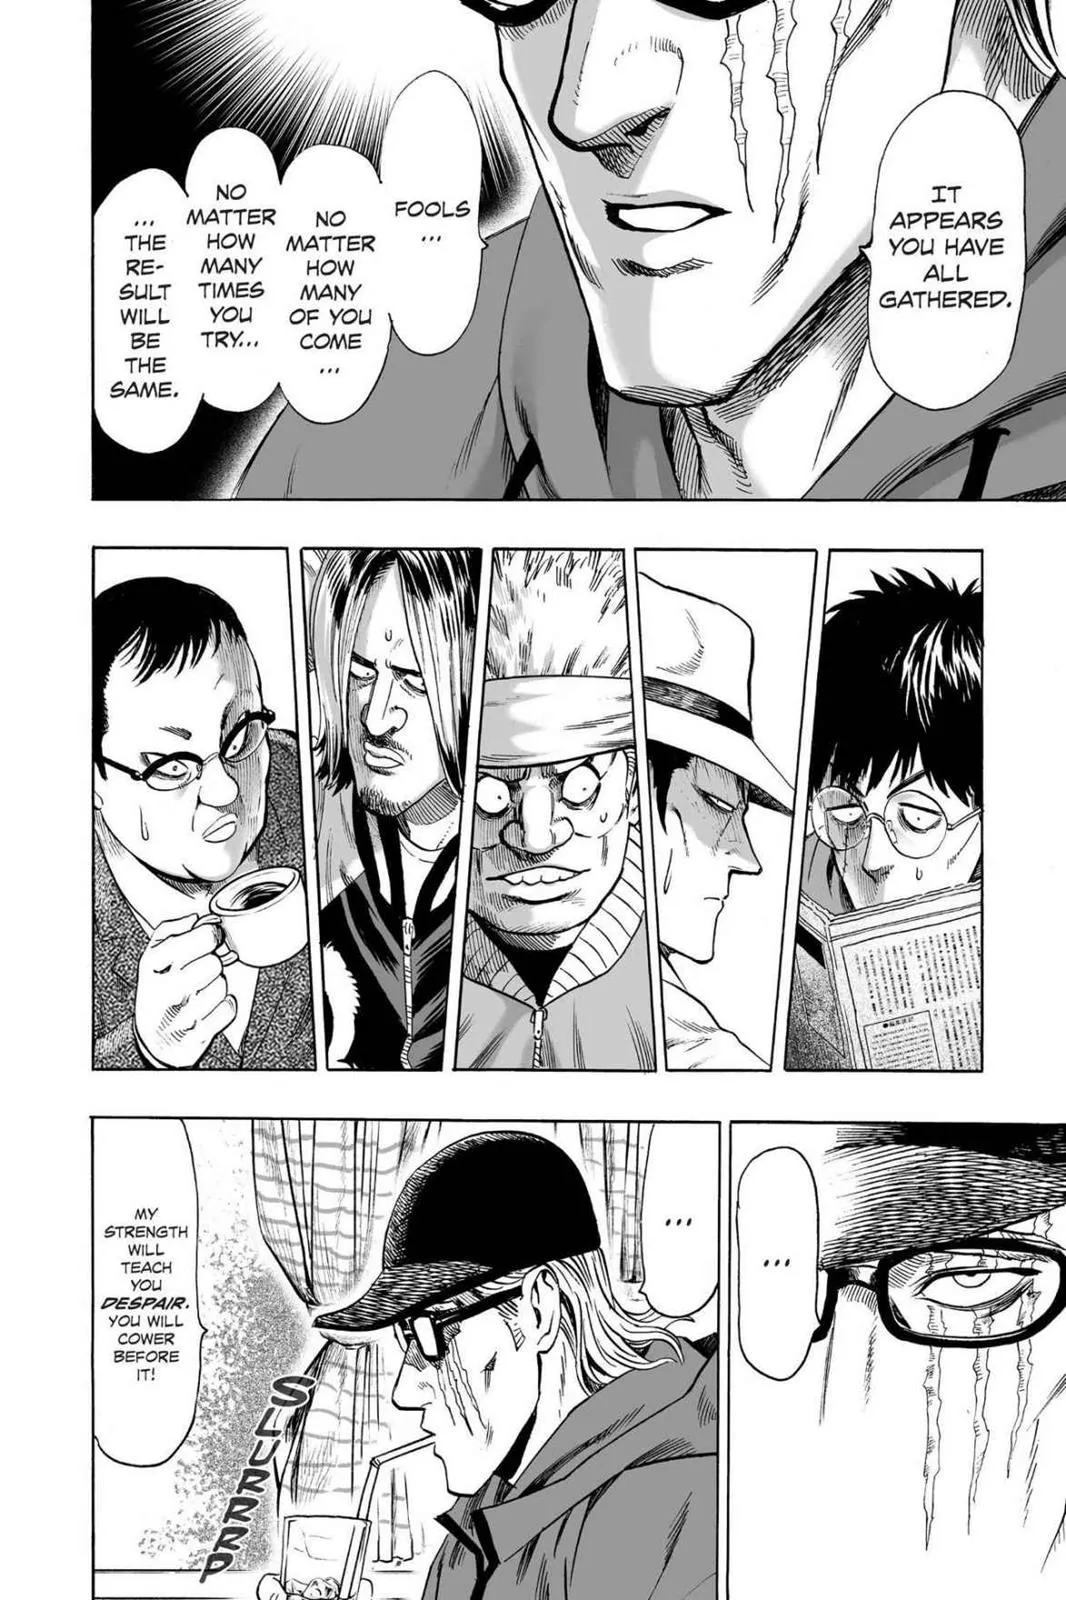 IT
APPEARS
YOU HAVE
ALL
GATHERED.
FOOLS
...
NO
MATTER
HOW
MANY
OF YOU
COME
...
NO
MATTER
HOW
MANY
TIMES
YOU
TRY...
...
THE
RE-
SULT
WILL
BE
THE
SAME.
...
...
MY
STRENGTH
WILL
TEACH
YOU
DESPAIR.
YOU WILL
COWER
BEFORE
IT!
SLURRRP